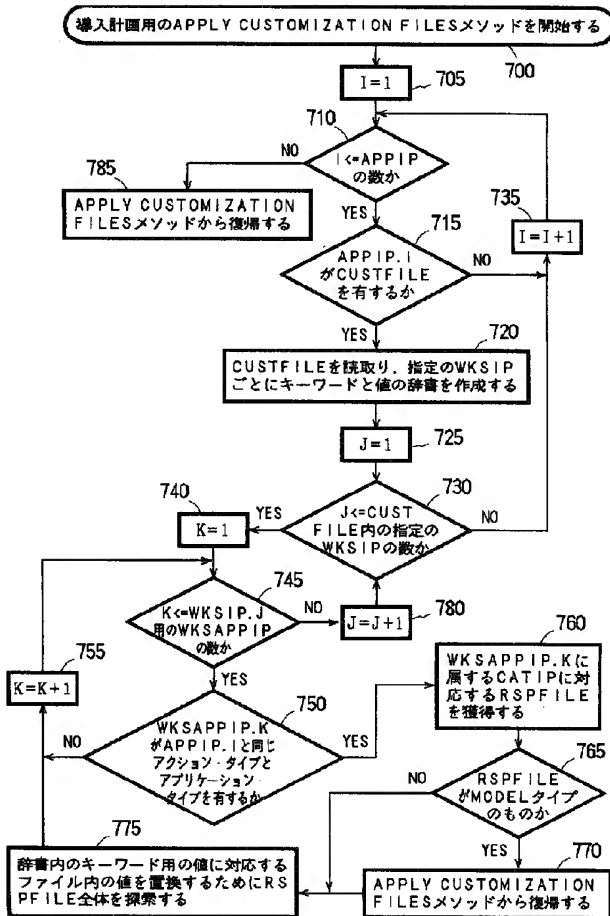 導入計画用のAPPLY CUSTOMIZATION FILESメソッドを開始する
700
I=1
705
710
I<=APPIP
の数か
NO
YES
785
APPLY CUSTOMIZATION
FILESメソッドから復帰する
715
APPIP.I
がCUSTFILE
を有するか
NO
YES
735
I=I+1
720
CUSTFILEを読取り，指定のWKSIP
ごとにキーワードと値の辞書を作成する
J=1
725
730
J<=CUST
FILE内の指定の
WKSIPの数か
YES
NO
740
K=1
745
K<=WKSIP.J
用のWKSAPPIP
の数か
NO
YES
J=J+1
780
755
K=K+1
750
WKSAPPIP.K
がAPPIP.Iと同じ
アクション・タイプと
アプリケーション・
タイプを有するか
NO
YES
760
WKSAPPIP.Kに
属するCATIPに対
応するRSPFILE
を獲得する
765
RSPFILE
がMODELタイプ
のものか
NO
YES
770
APPLY CUSTOMIZATION
FILESメソッドから復帰する
775
辞書内のキーワード用の値に対応する
ファイル内の値を置換するためにRS
PFILE全体を探索する